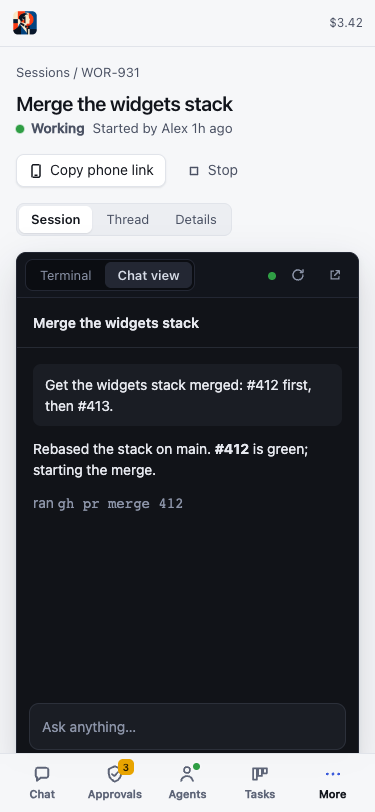 $3.42
Sessions / WOR-931
Merge the widgets stack
Working Started by Alex 1h ago
Copy phone link Stop
Session Thread Details
Terminal Chat view
Merge the widgets stack
Get the widgets stack merged: #412 first,
then #413.
Rebased the stack on main. #412 is green;
starting the merge.
ran gh pr merge 412
Ask anything...
3
Chat Approvals Agents Tasks More